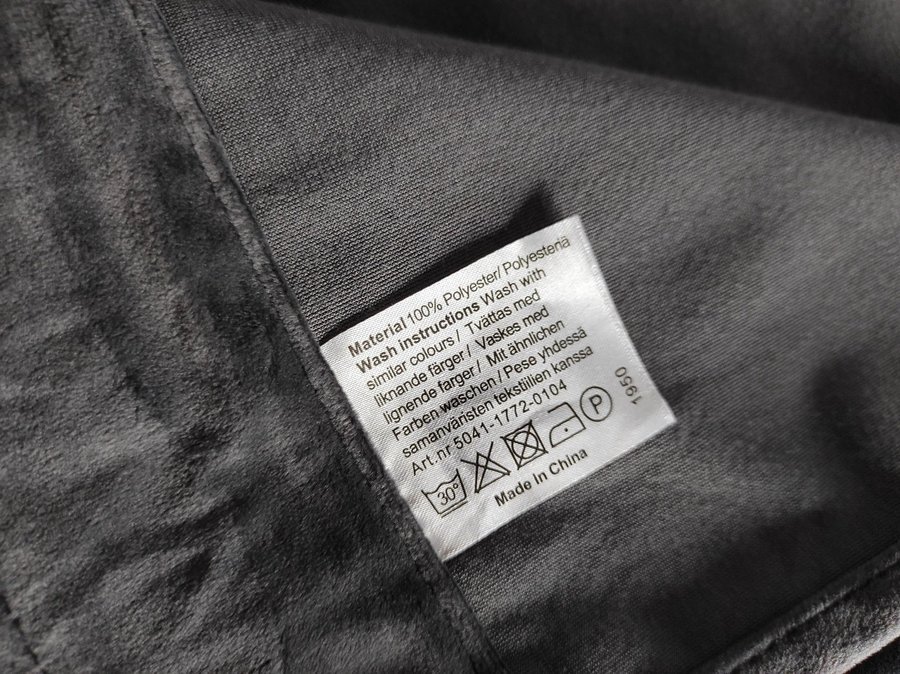 Material 100% Polyester/ Polyesteriä
Wash instructions Wash with
similar colours / Tvättas med
liknande färger / Vaskes med
lignende farger / Mit ähnlichen
Farben waschen / Pese yhdessä
samanväristen tekstiilien kanssa
Art.nr 5041-1772-0104
30° P
Made in China
1950